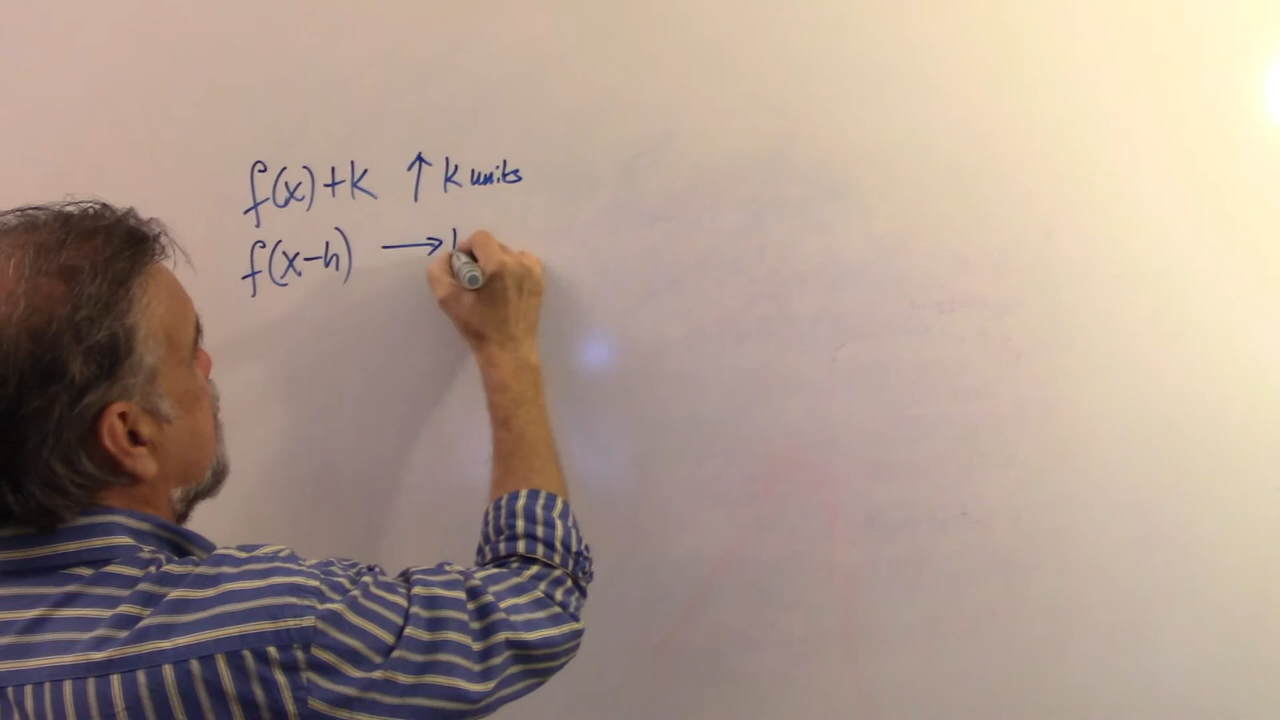 f(x)+k ↑ k units
f(x-h) →